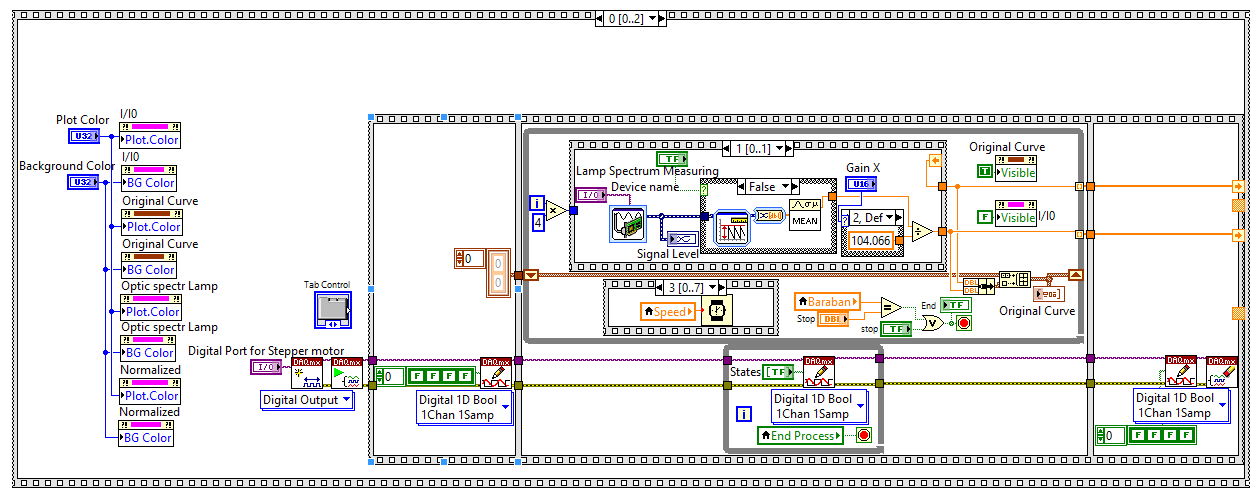 0 [0..2]
Plot Color
U32
I/I0
Plot.Color
Background Color
U32
I/I0
BG Color
Original Curve
Plot.Color
Original Curve
BG Color
Optic spectr Lamp
Plot.Color
Optic spectr Lamp
BG Color
Normalized
Plot.Color
Normalized
BG Color
Tab Control
Digital Port for Stepper motor
I/O
DAQmx
DAQmx
Digital Output
0
F F F F
DAQmx
Digital 1D Bool
1Chan 1Samp
0
0
0
i
4
1 [0..1]
TF
Lamp Spectrum Measuring
Device name
I/O
Signal Level
False
MEAN
Gain X
U16
2, Def
104.066
Original Curve
T
Visible
F
Visible
I/I0
3 [0..7]
Speed
Baraban
Stop
DBL
End
TF
stop
TF
DBL
DBL
Original Curve
States
TF
DAQmx
Digital 1D Bool
1Chan 1Samp
i
End Process
DAQmx
DAQmx
Digital 1D Bool
1Chan 1Samp
0
F F F F